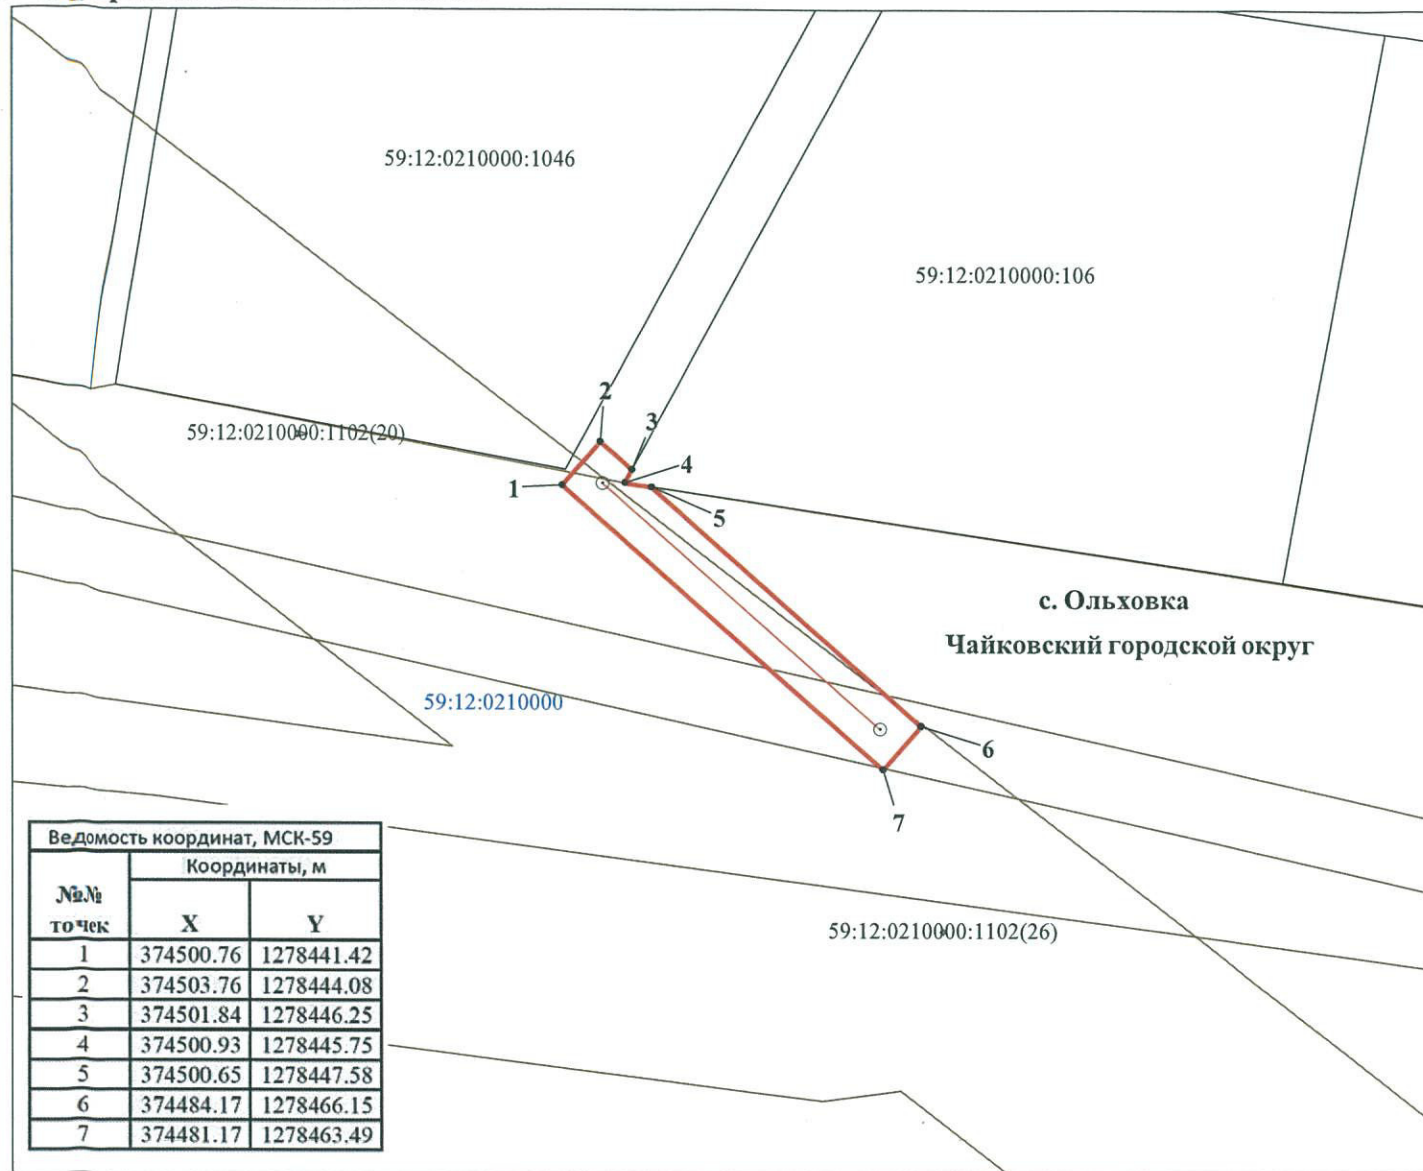 59:12:0210000:1046
59:12:0210000:106
2
3
59:12:0210000:1102(20)
4
1
5
с. Ольховка
Чайковский городской округ
59:12:0210000
6
7
59:12:0210000:1102(26)
Ведомость координат, МСК-59
№№ точек
Координаты, м
X Y
1 374500.76 1278441.42
2 374503.76 1278444.08
3 374501.84 1278446.25
4 374500.93 1278445.75
5 374500.65 1278447.58
6 374484.17 1278466.15
7 374481.17 1278463.49